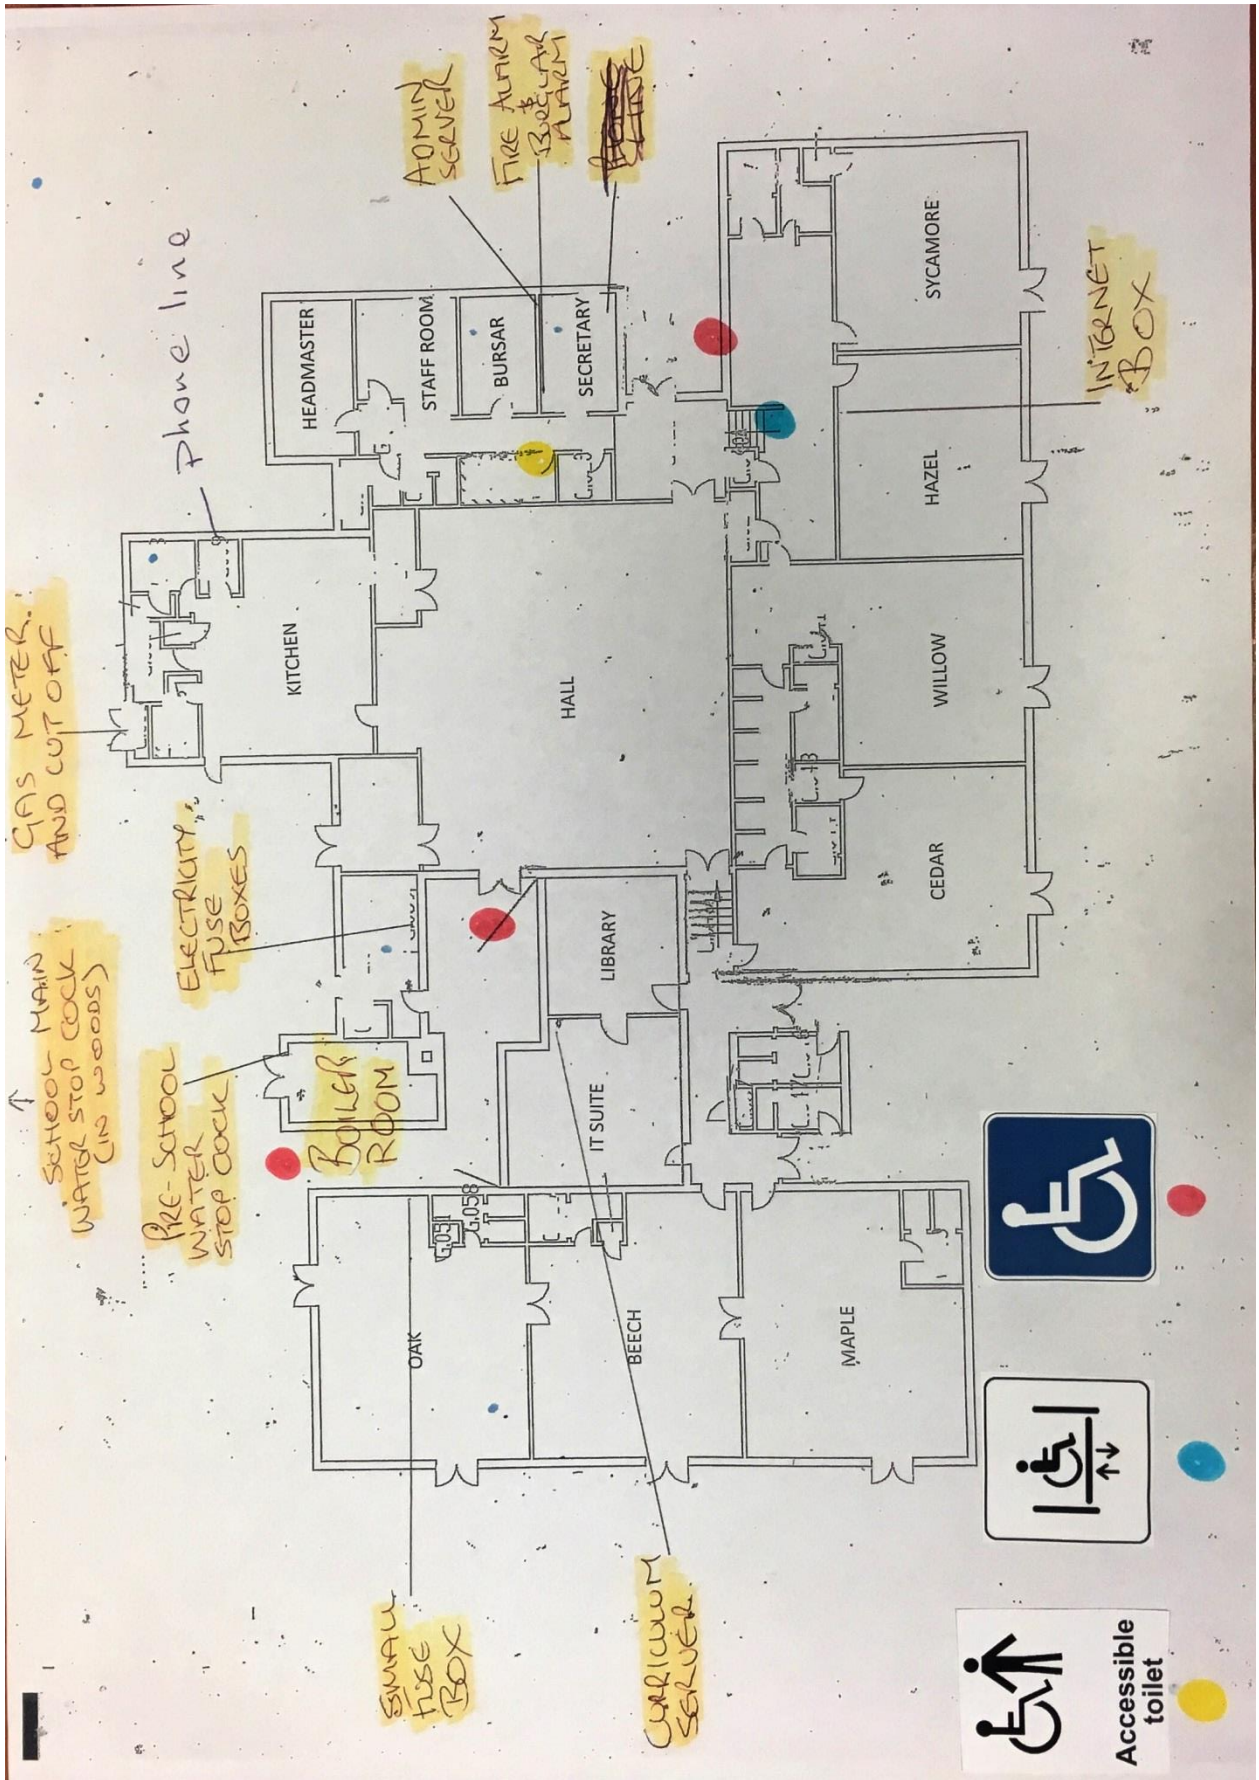 ↑
SCHOOL MAIN
WATER STOP COCK
(IN WOODS)
GAS METER
AND CUT OFF
phone line
PRE-SCHOOL
WATER
STOP COCK
ELECTRICITY
FUSE
BOXES
ADMIN
SERVER
FIRE ALARM
&
BURGLAR
ALARM
BOILER
ROOM
KITCHEN
HEADMASTER
STAFF ROOM
BURSAR
SECRETARY
OAK
G.051
G.058
HALL
LIBRARY
IT SUITE
BEECH
MAPLE
CEDAR
WILLOW
HAZEL
SYCAMORE
SMALL
FUSE
BOX
CURRICULUM
SERVER
INTERNET
BOX
Accessible
toilet